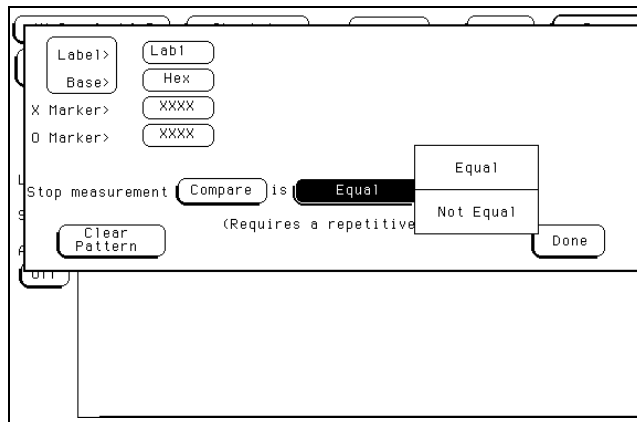 Label> Lab1
Base> Hex
X Marker> XXXX
O Marker> XXXX
Stop measurement Compare is Equal
Equal
Not Equal
(Requires a repetitive
Clear
Pattern
Done
Off